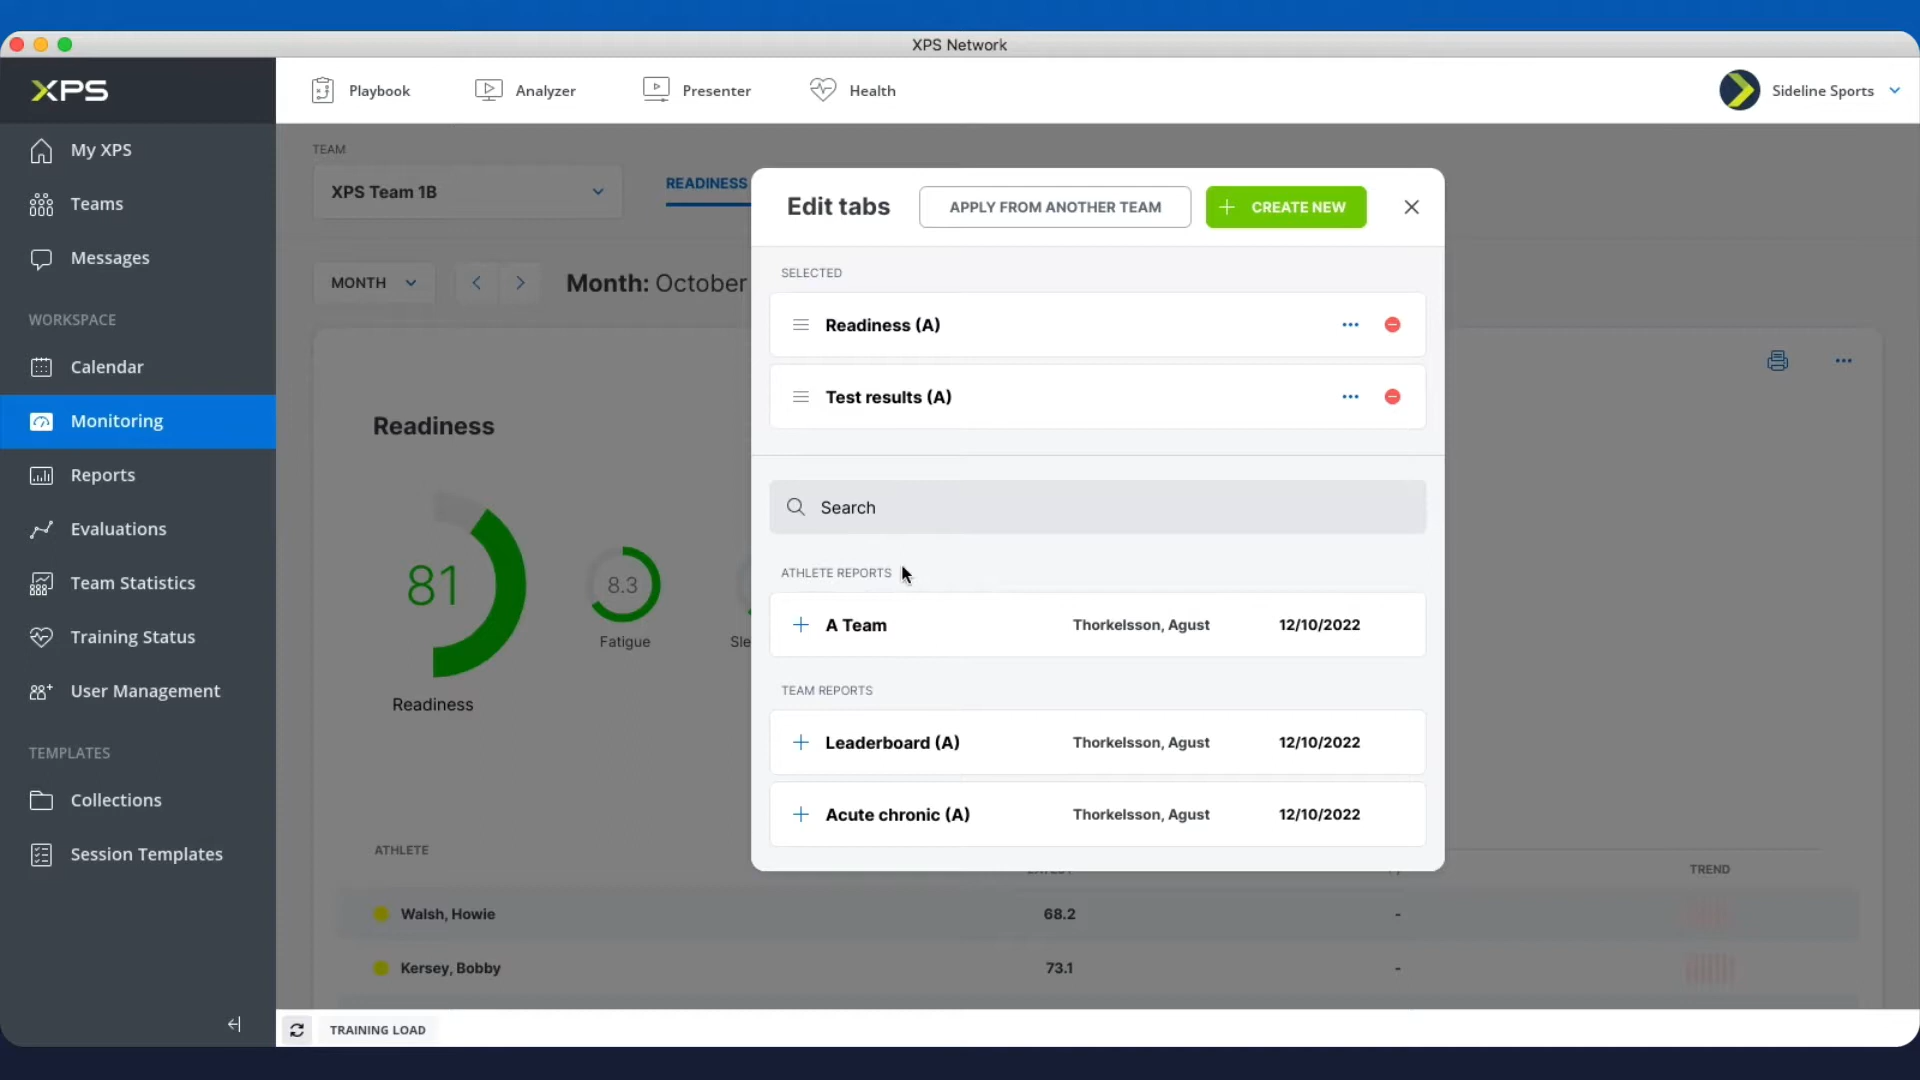 XPS Network
XPS
Playbook
Analyzer
Presenter
Health
Sideline Sports
My XPS
Teams
Messages
WORKSPACE
Calendar
Monitoring
Reports
Evaluations
Team Statistics
Training Status
User Management
TEMPLATES
Collections
Session Templates
TEAM
XPS Team 1B
READINESS
MONTH
Month: October
Readiness
81
Readiness
8.3
Fatigue
Sle
Edit tabs
APPLY FROM ANOTHER TEAM
+ CREATE NEW
SELECTED
Readiness (A)
Test results (A)
Search
ATHLETE REPORTS
A Team Thorkelsson, Agust 12/10/2022
TEAM REPORTS
Leaderboard (A) Thorkelsson, Agust 12/10/2022
Acute chronic (A) Thorkelsson, Agust 12/10/2022
ATHLETE
TREND
Walsh, Howie 68.2 -
Kersey, Bobby 73.1 -
TRAINING LOAD